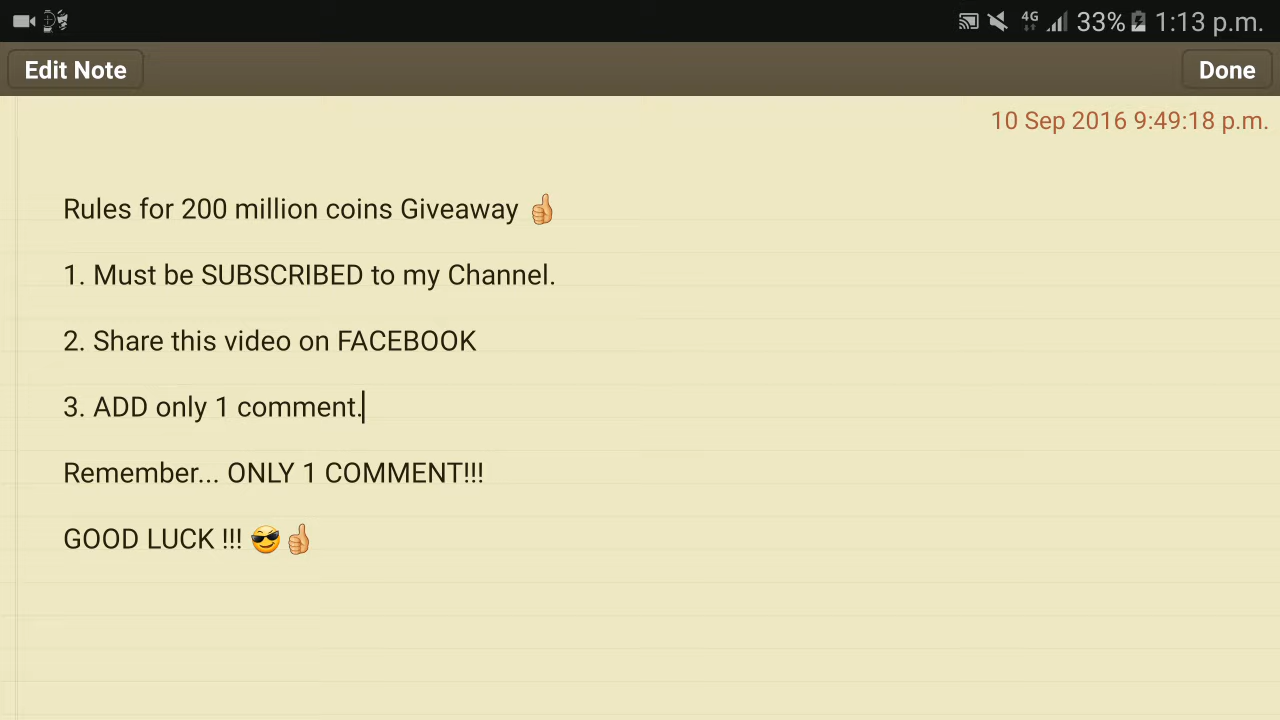 4G 33% 1:13 p.m.
Edit Note Done
10 Sep 2016 9:49:18 p.m.
Rules for 200 million coins Giveaway 👍
1. Must be SUBSCRIBED to my Channel.
2. Share this video on FACEBOOK
3. ADD only 1 comment.
Remember... ONLY 1 COMMENT!!!
GOOD LUCK !!! 😎👍